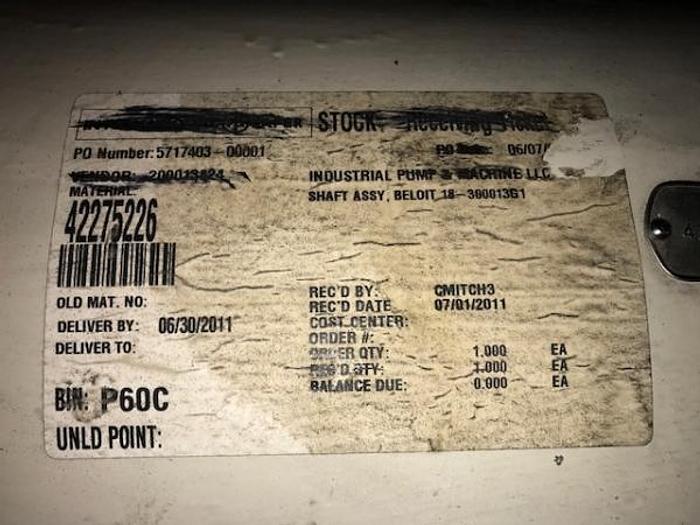 STOCK: Receiving Ticket
PO Number: 5717403-00001
PO Date: 06/07/
VENDOR: 200013424
INDUSTRIAL PUMP & MACHINE LLC
MATERIAL:
SHAFT ASSY, BELOIT 18-300013G1
42275226
OLD MAT. NO:
REC'D BY: CMITCH3
REC'D DATE 07/01/2011
DELIVER BY: 06/30/2011
COST CENTER:
DELIVER TO:
ORDER #:
ORDER QTY: 1.000 EA
REC'D QTY: 1.000 EA
BALANCE DUE: 0.000 EA
BIN: P60C
UNLD POINT: